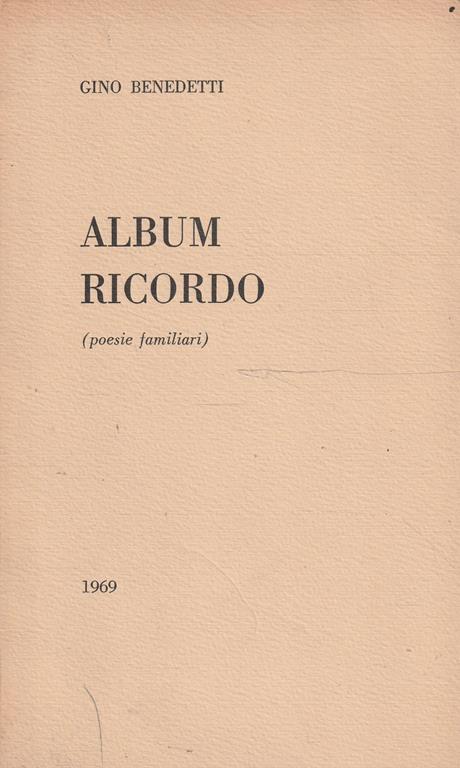 GINO BENEDETTI
ALBUM
RICORDO
(poesie familiari)
1969